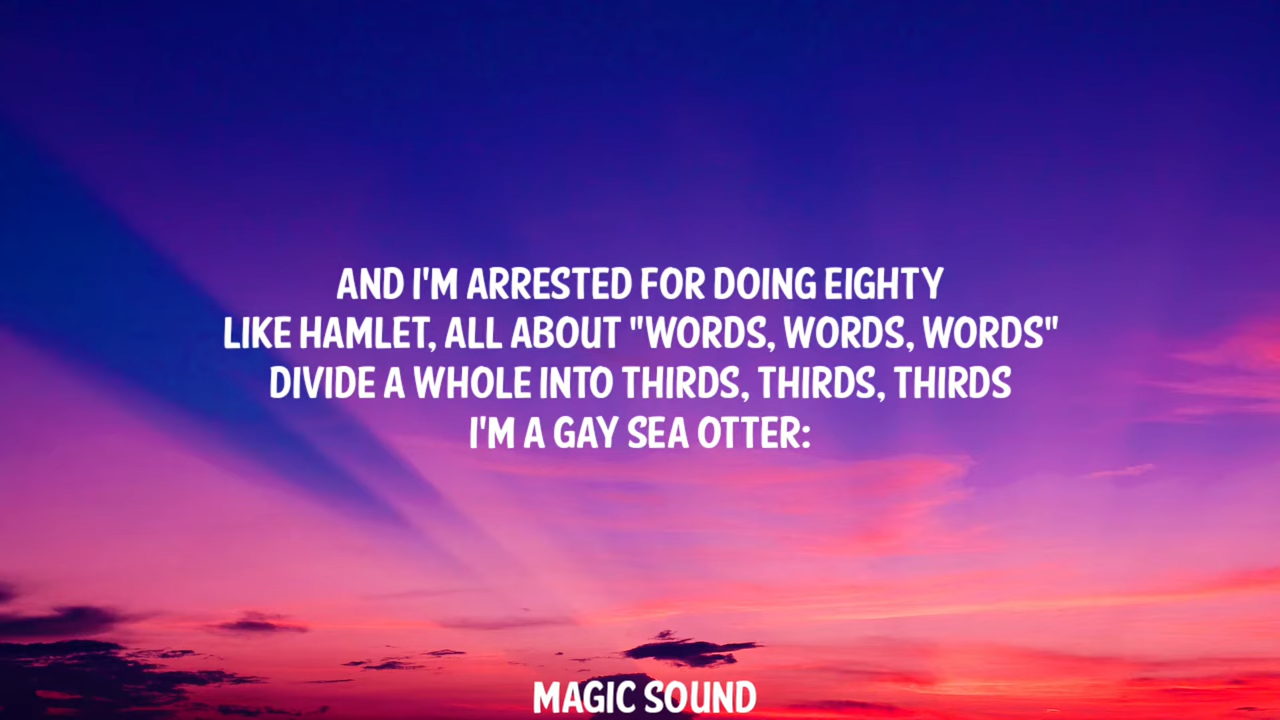 AND I'M ARRESTED FOR DOING EIGHTY
LIKE HAMLET, ALL ABOUT "WORDS, WORDS, WORDS"
DIVIDE A WHOLE INTO THIRDS, THIRDS, THIRDS
I'M A GAY SEA OTTER:
MAGIC SOUND